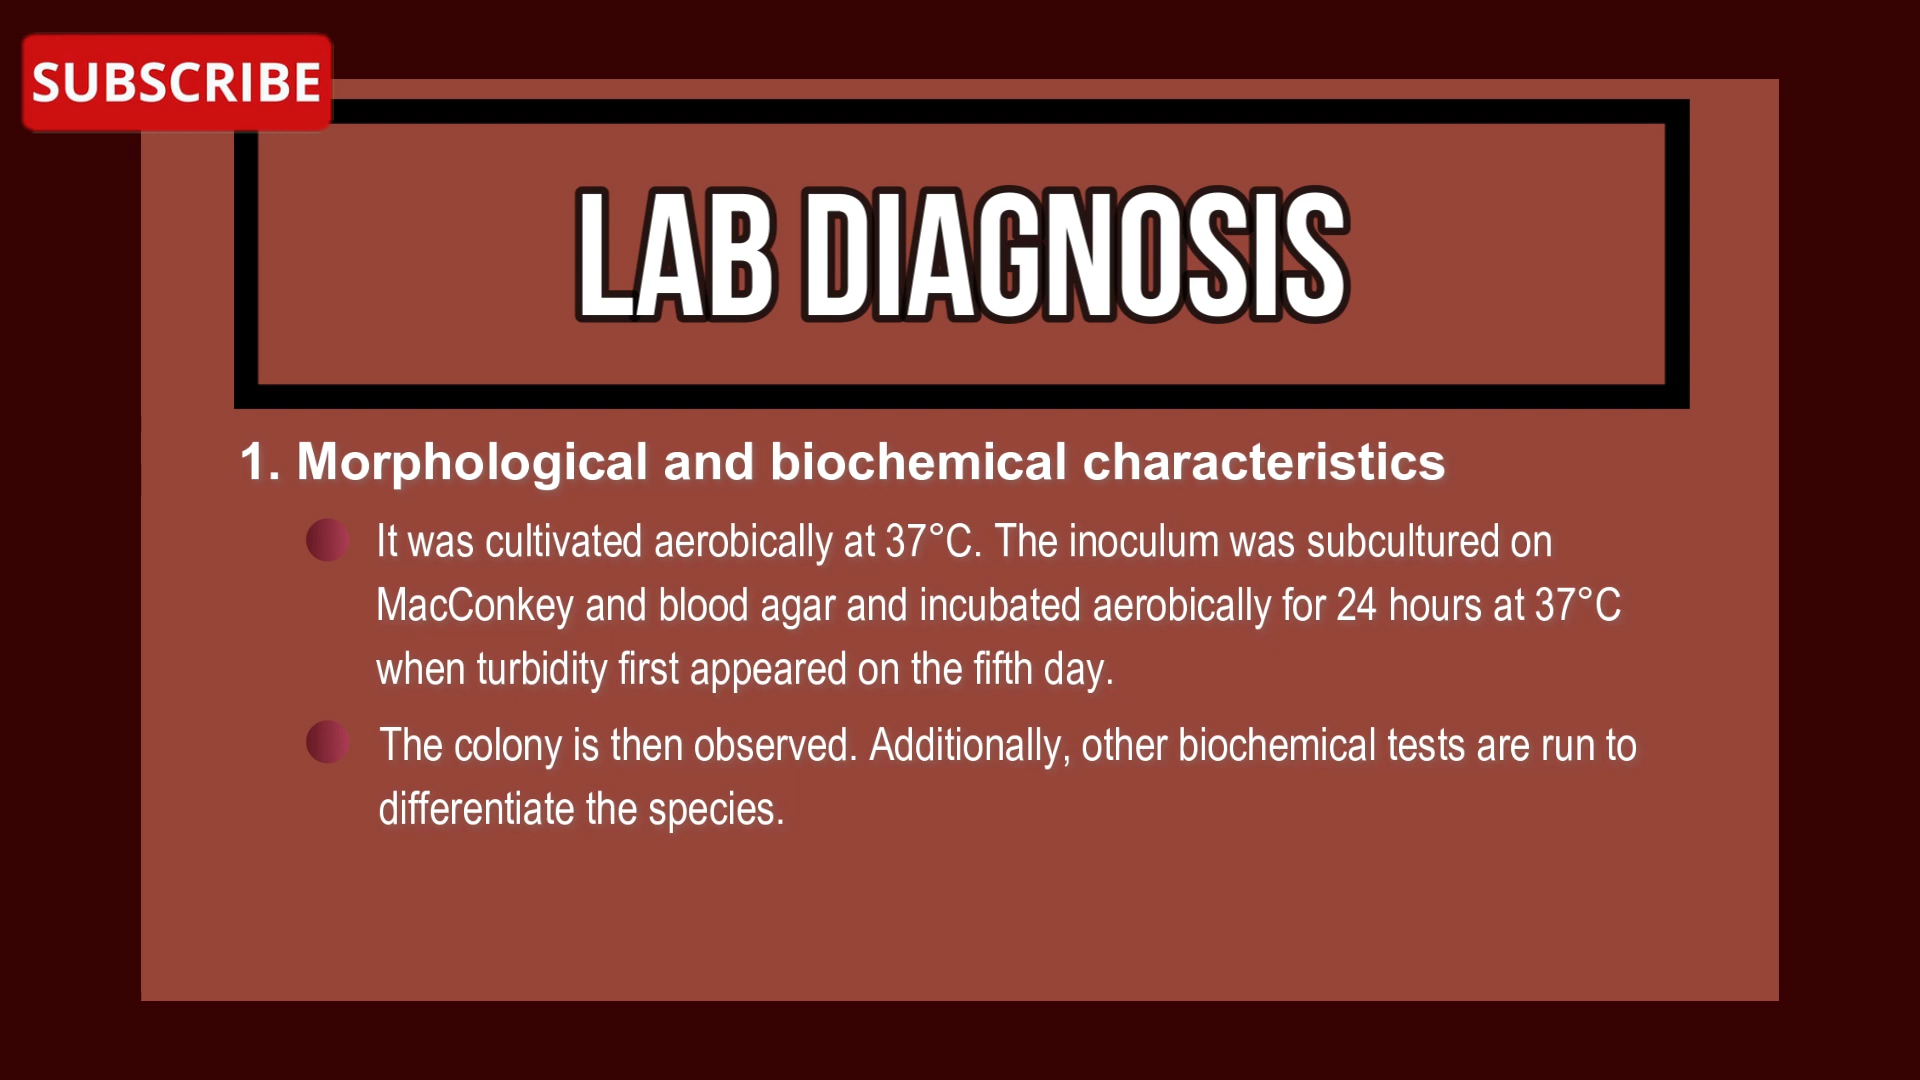 SUBSCRIBE
LAB DIAGNOSIS
1. Morphological and biochemical characteristics
It was cultivated aerobically at 37°C. The inoculum was subcultured on
MacConkey and blood agar and incubated aerobically for 24 hours at 37°C
when turbidity first appeared on the fifth day.
The colony is then observed. Additionally, other biochemical tests are run to
differentiate the species.